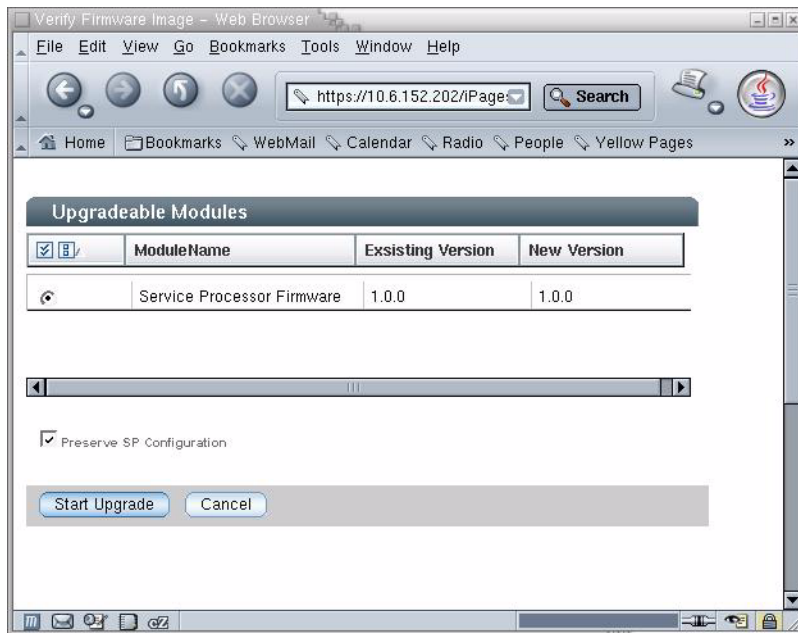 Verify Firmware Image - Web Browser
File Edit View Go Bookmarks Tools Window Help
https://10.6.152.202/iPage: Search
Home Bookmarks WebMail Calendar Radio People Yellow Pages
Upgradeable Modules
ModuleName Exsisting Version New Version
Service Processor Firmware 1.0.0 1.0.0
Preserve SP Configuration
Start Upgrade Cancel